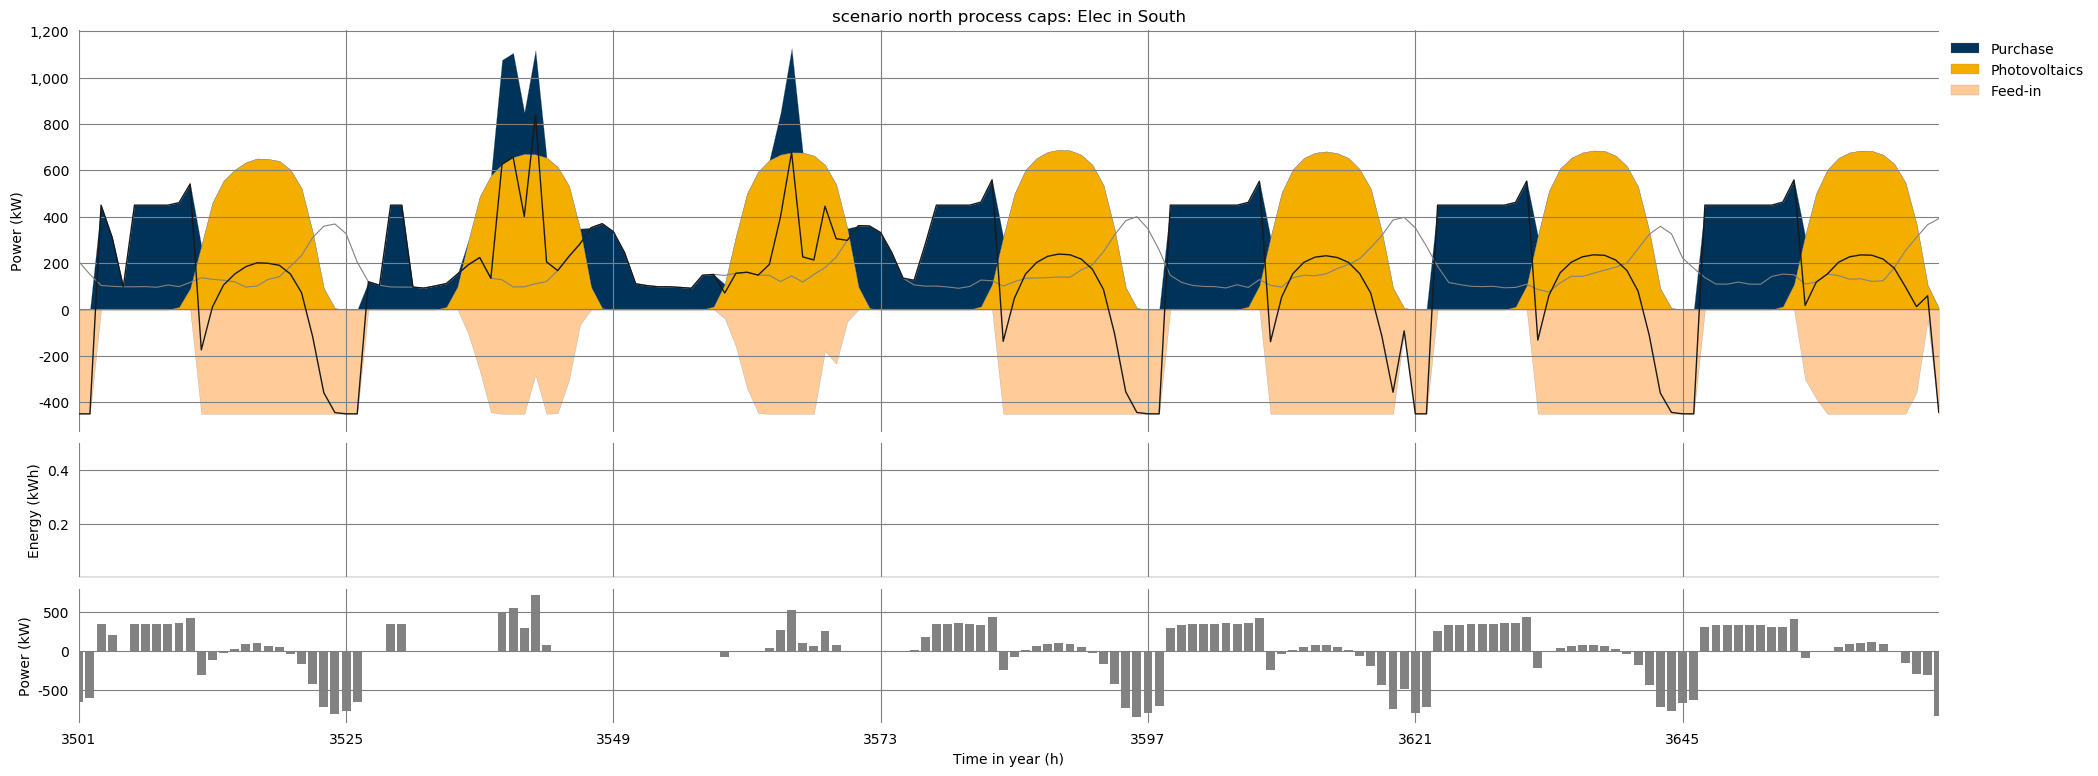 scenario north process caps: Elec in South
1,200
1,000
800
600
400
200
0
-200
-400
Power (kW)
Purchase
Photovoltaics
Feed-in
0.4
0.2
Energy (kWh)
500
0
-500
Power (kW)
3501 3525 3549 3573 3597 3621 3645
Time in year (h)